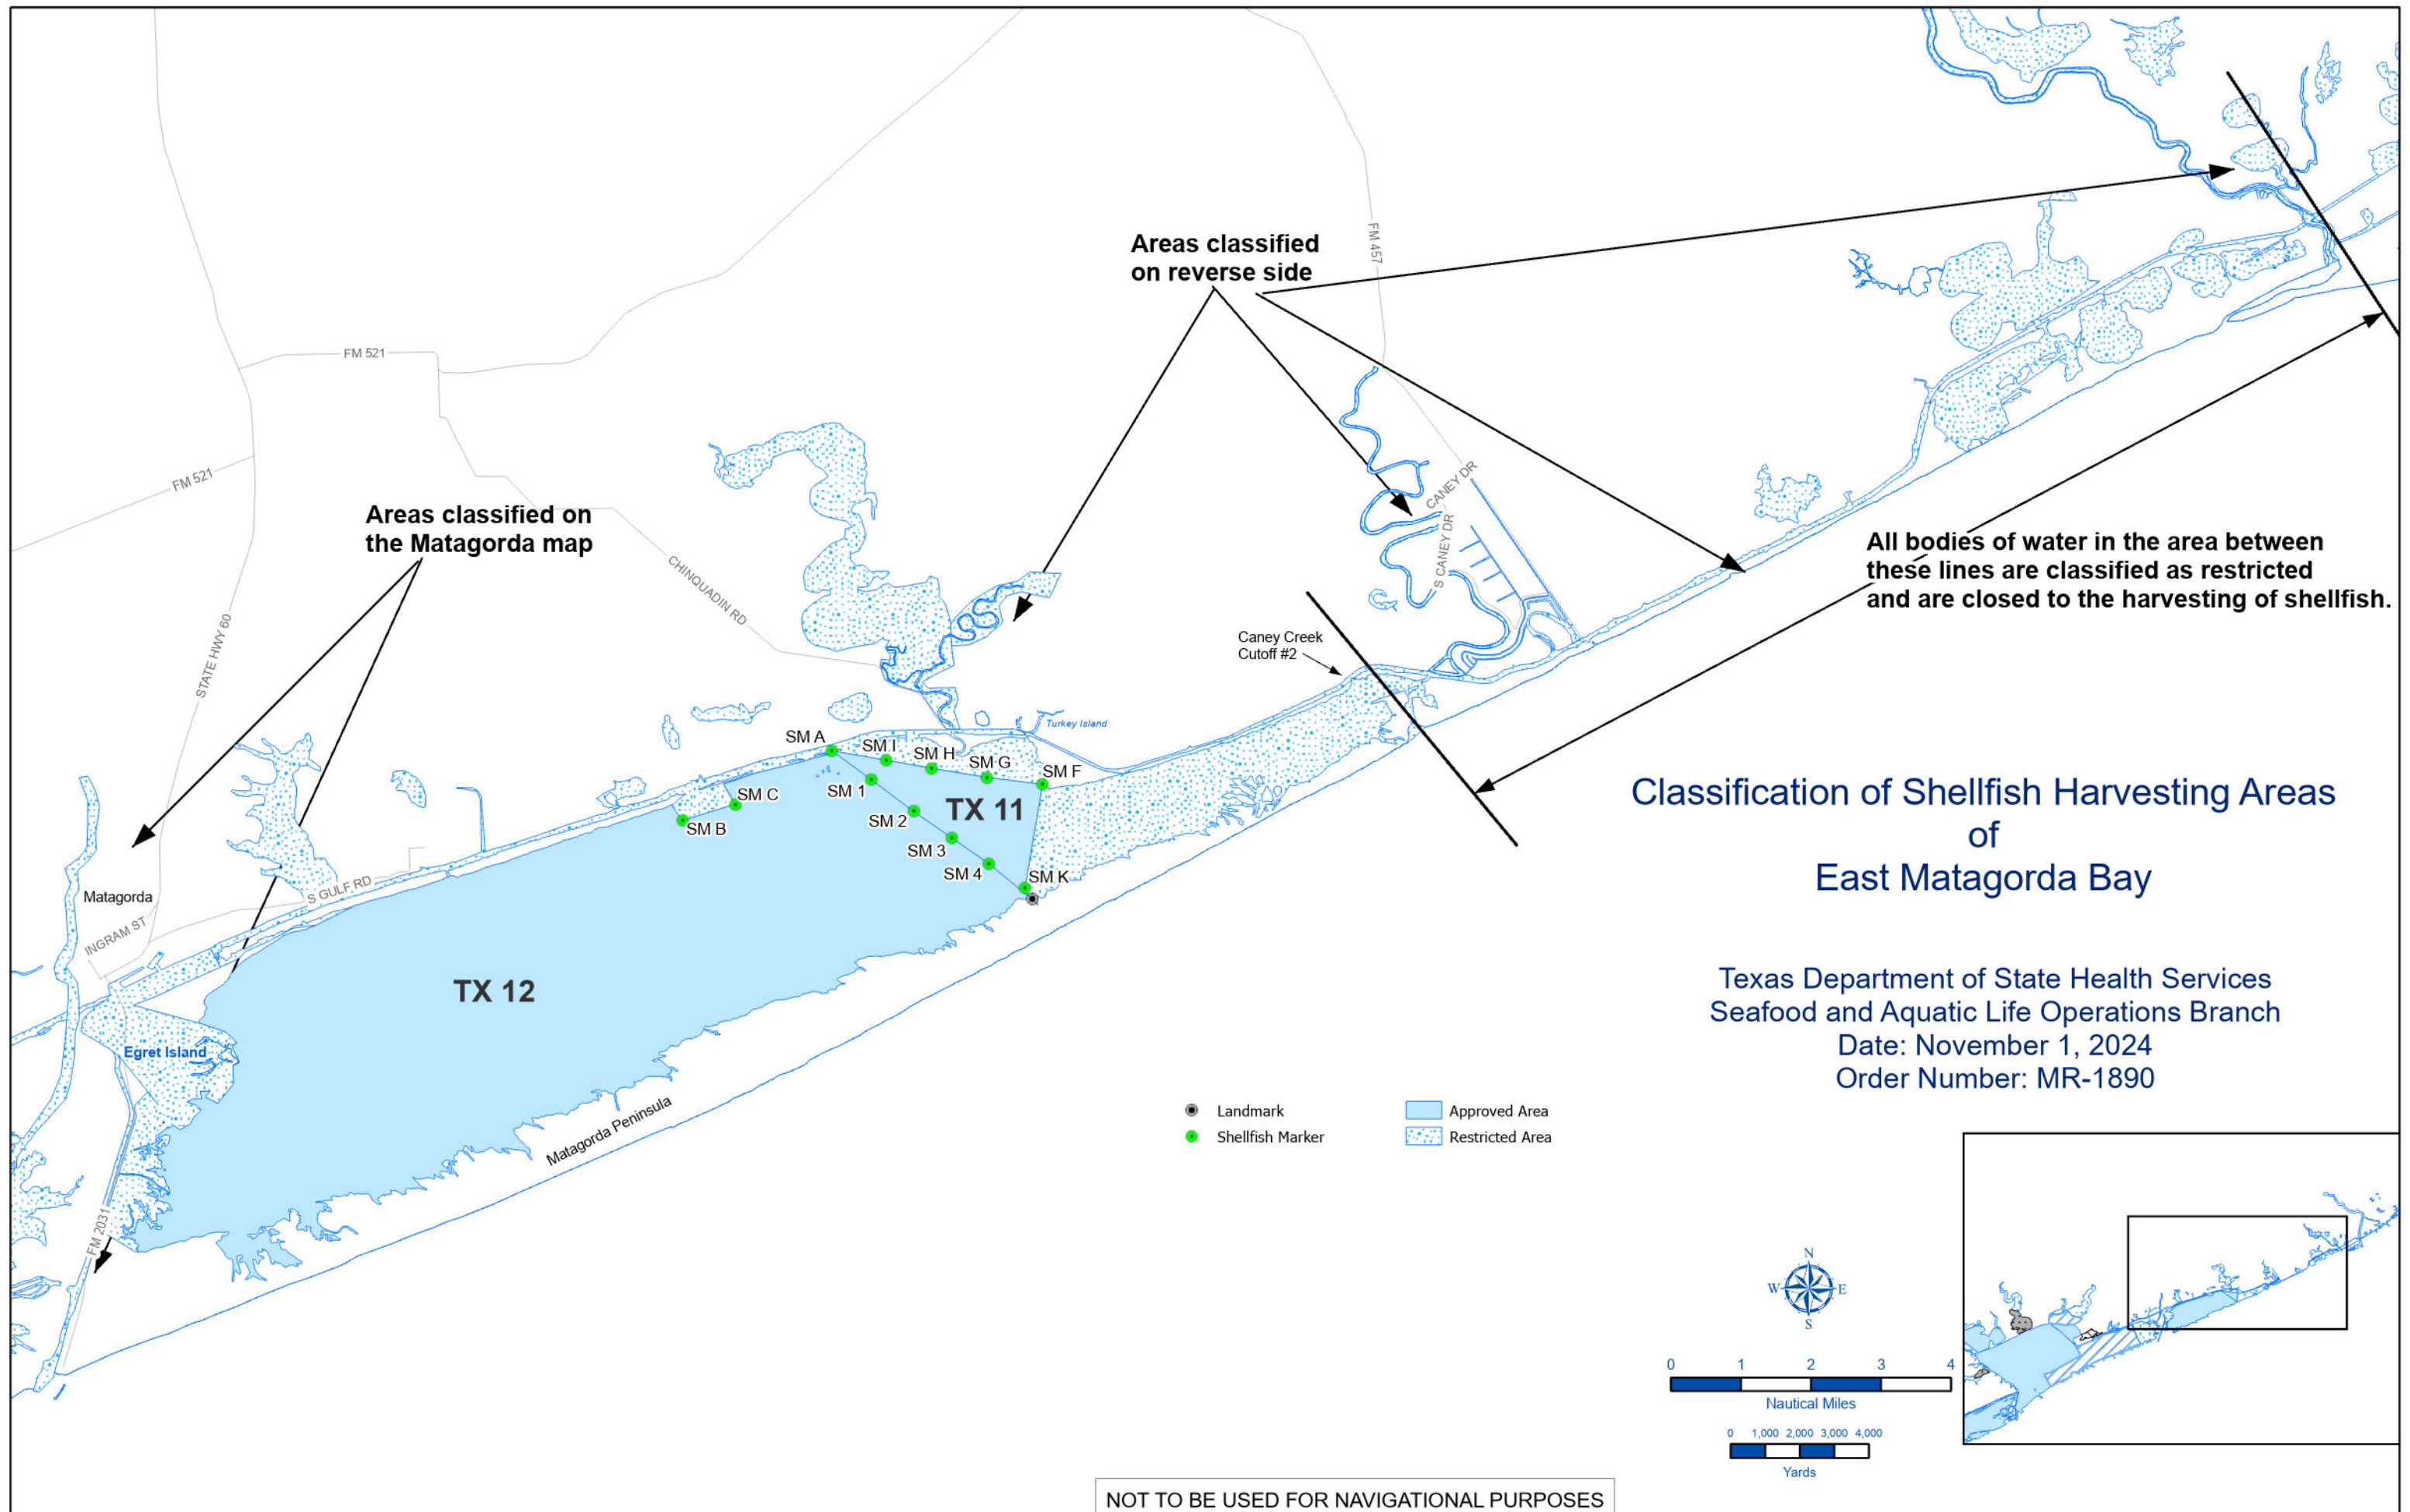 FM 457
Areas classified
on reverse side
FM 521
FM 521
CANEY DR
S CANEY DR
Areas classified on
the Matagorda map
All bodies of water in the area between
these lines are classified as restricted
and are closed to the harvesting of shellfish.
CHINQUADIN RD
STATE HWY 60
Caney Creek
Cutoff #2
Turkey Island
SM A
SM I
SM H
SM G
SM F
SM C
SM 1
SM B
SM 2
TX 11
SM 3
SM 4
SM K
Classification of Shellfish Harvesting Areas
of
East Matagorda Bay
S GULF RD
Matagorda
INGRAM ST
TX 12
Egret Island
Texas Department of State Health Services
Seafood and Aquatic Life Operations Branch
Date: November 1, 2024
Order Number: MR-1890
Matagorda Peninsula
Landmark
Approved Area
Shellfish Marker
Restricted Area
FM 2031
N
W
E
S
0 1 2 3 4
Nautical Miles
0 1,000 2,000 3,000 4,000
Yards
NOT TO BE USED FOR NAVIGATIONAL PURPOSES